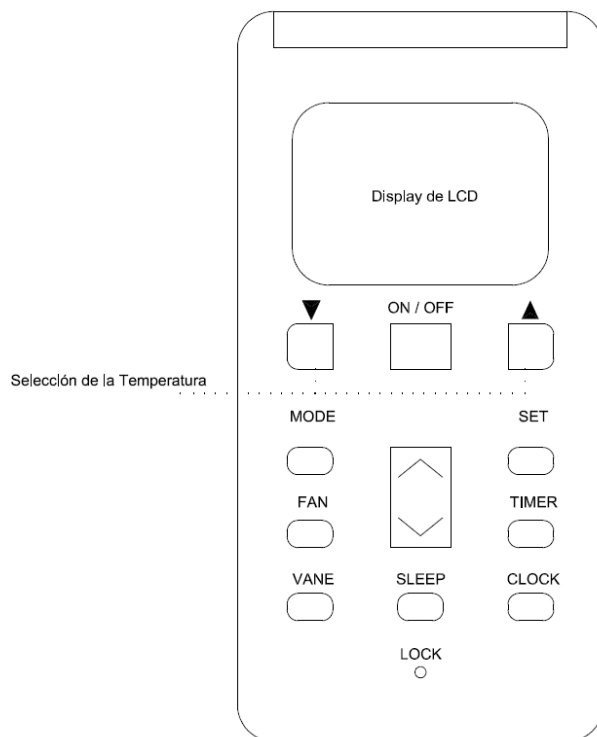 Display de LCD
▼ ON / OFF ▲
Selección de la Temperatura
MODE SET
FAN TIMER
VANE SLEEP CLOCK
LOCK